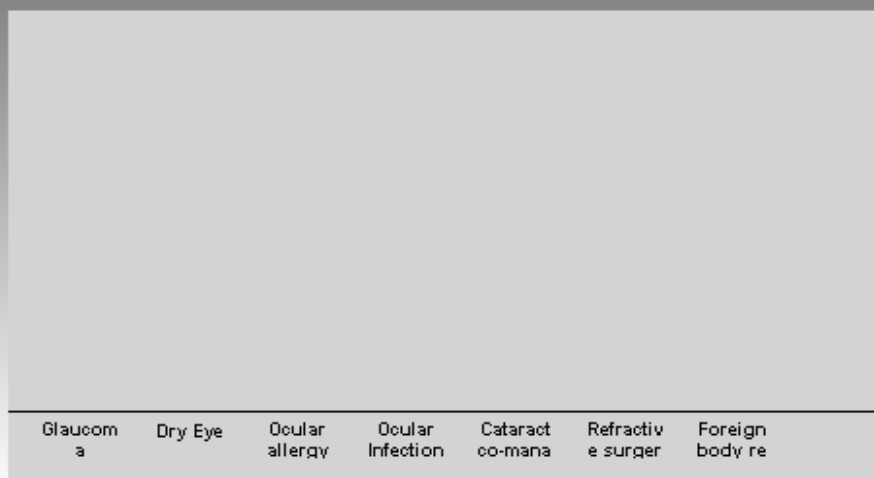 Glaucom Dry Eye Ocular Ocular Cataract Refractiv Foreign
a allergy Infection co-mana e surger body re